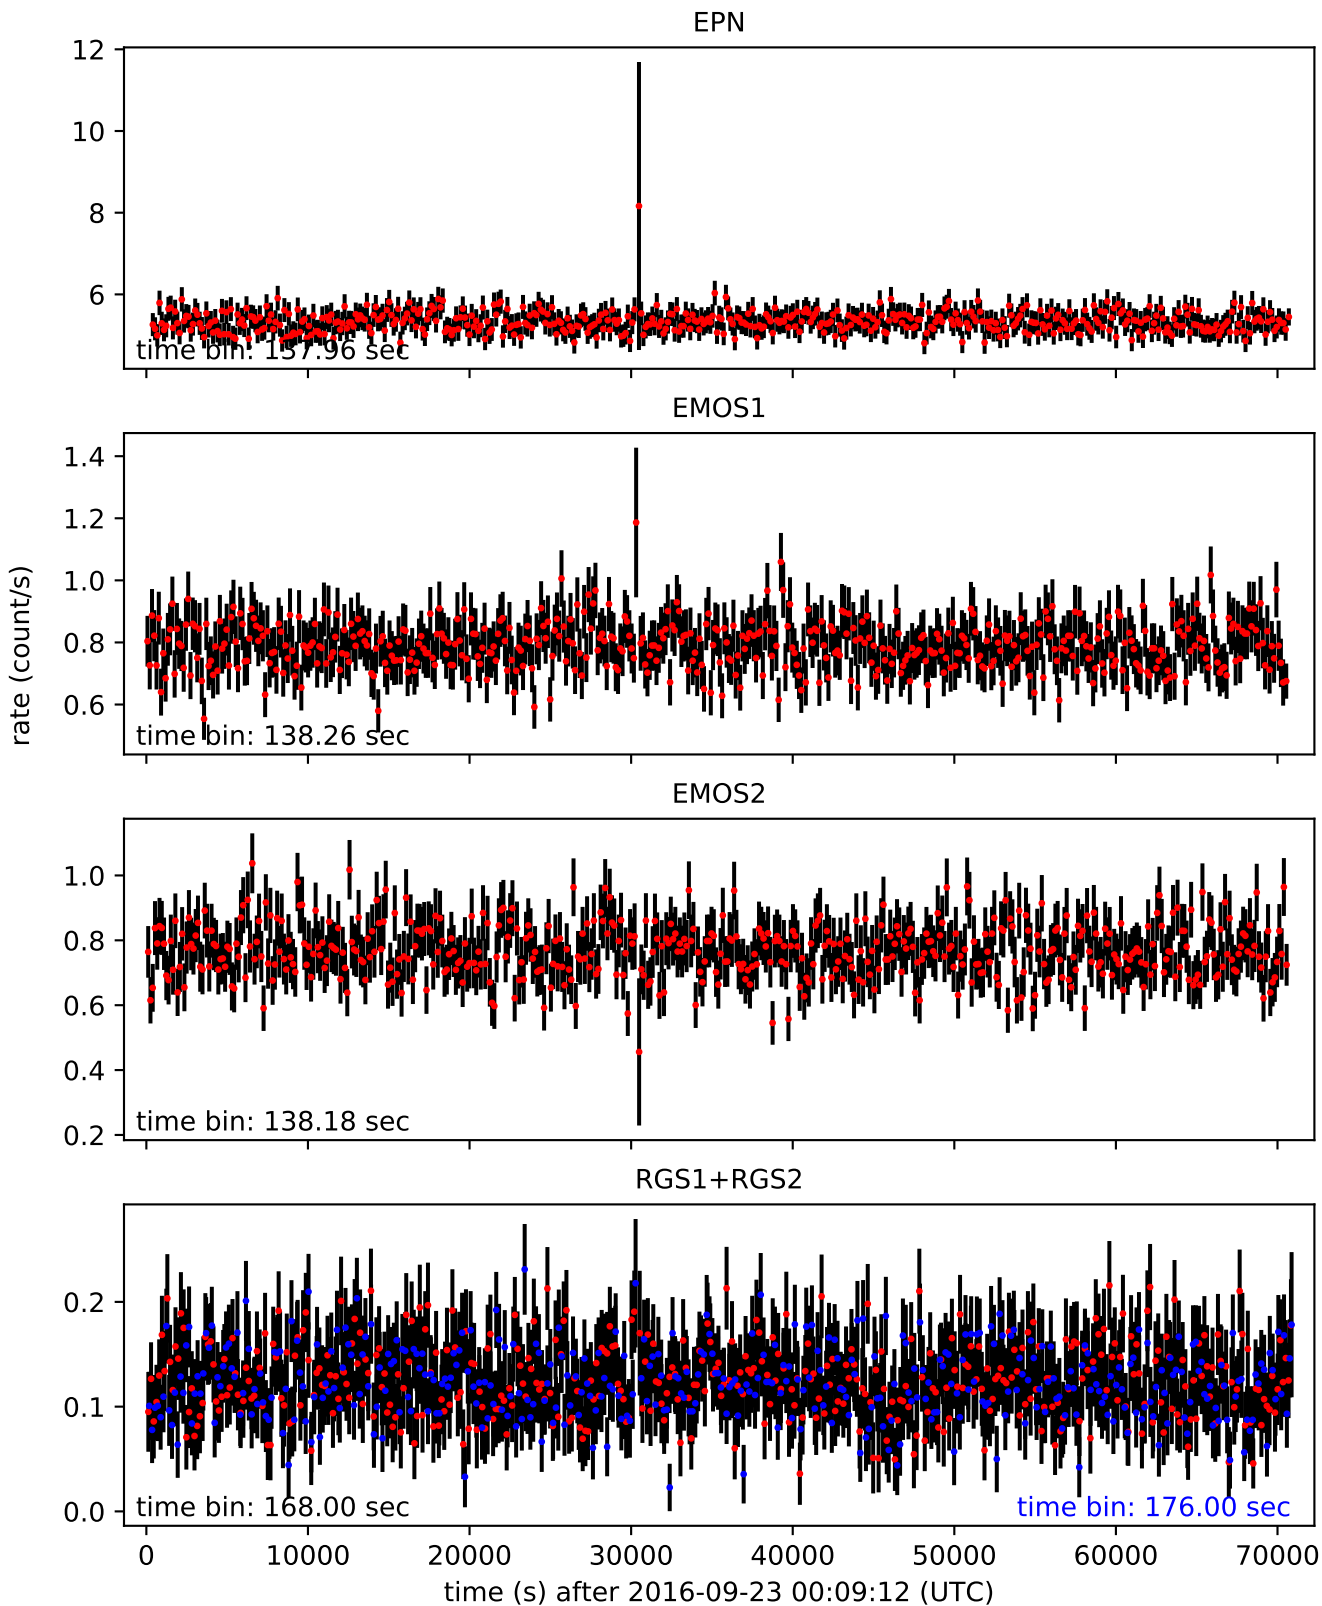 EPN
12
10
8
6
time bin: 137.96 sec
EMOS1
1.4
1.2
1.0
0.8
0.6
time bin: 138.26 sec
rate (count/s)
EMOS2
1.0
0.8
0.6
0.4
0.2
time bin: 138.18 sec
RGS1+RGS2
0.2
0.1
0.0
time bin: 168.00 sec time bin: 176.00 sec
0 10000 20000 30000 40000 50000 60000 70000
time (s) after 2016-09-23 00:09:12 (UTC)